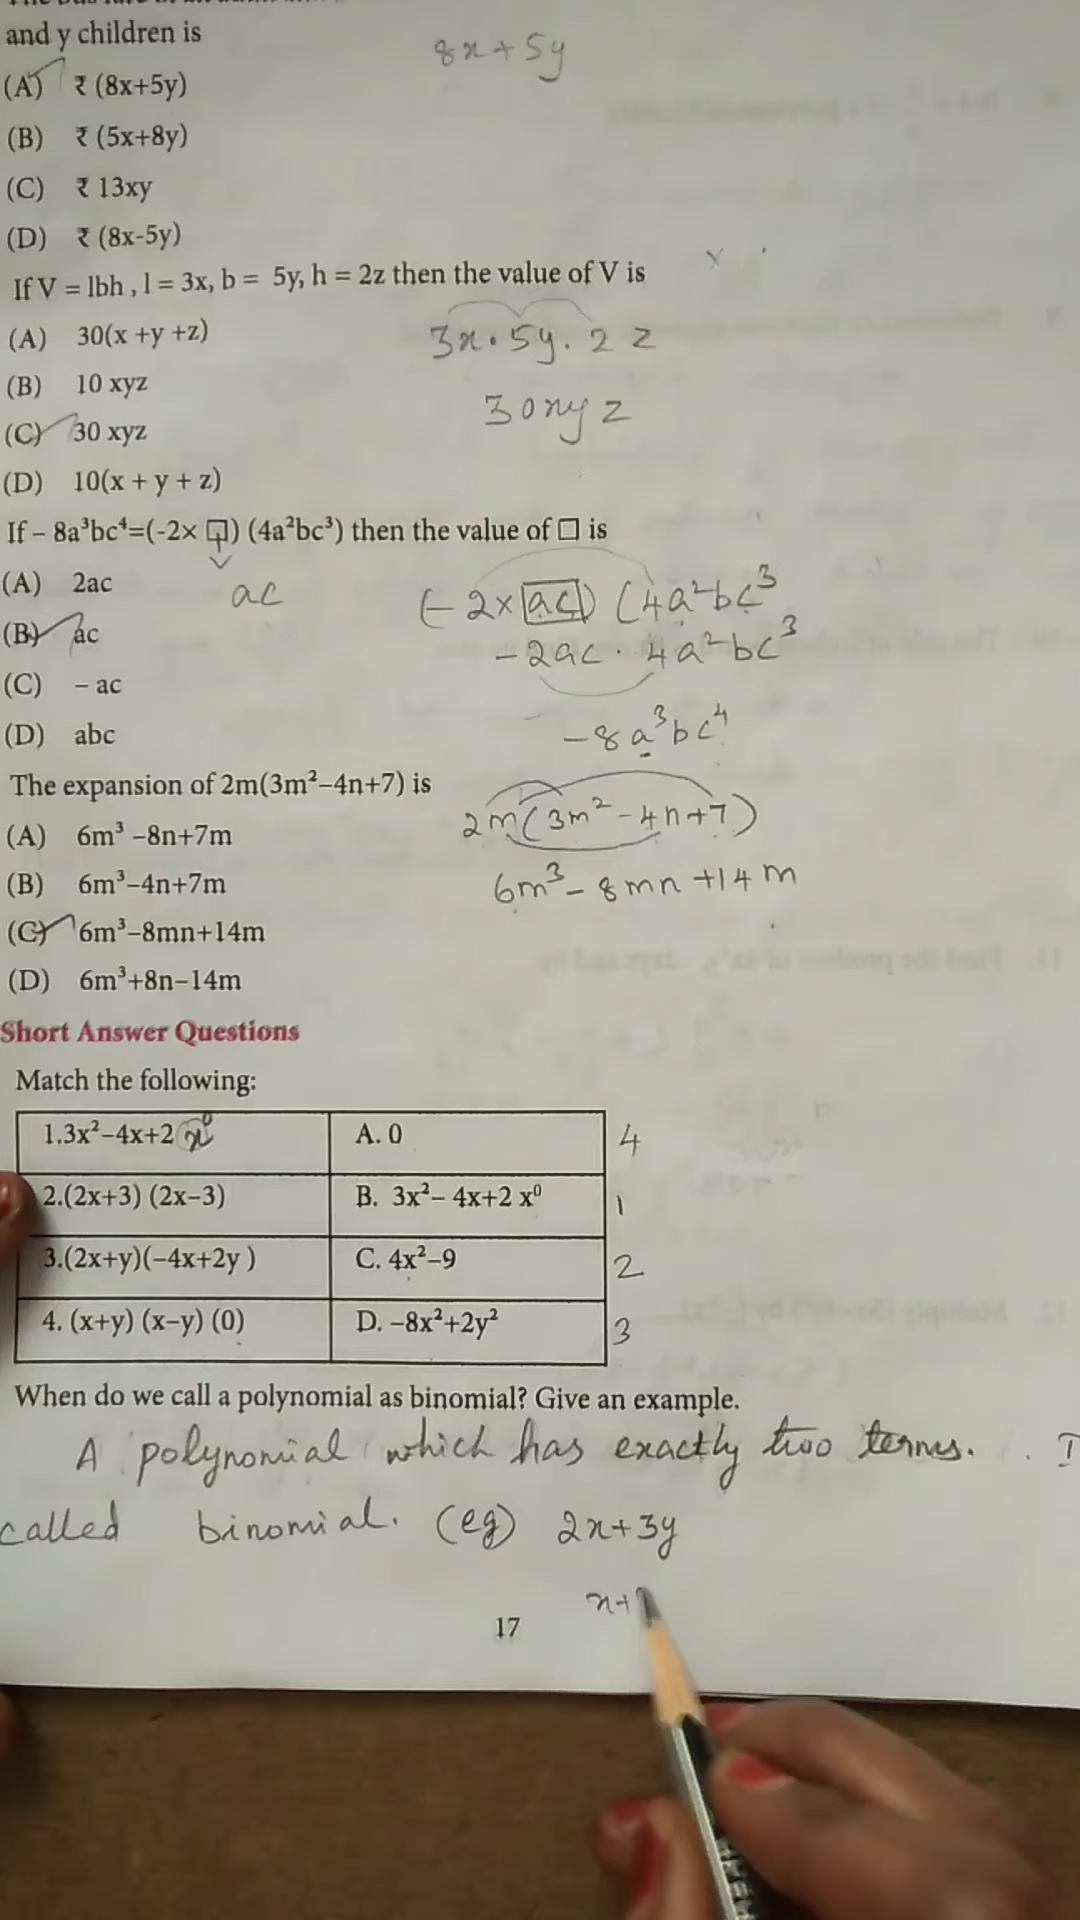 and y children is
8x+5y
(A) ₹ (8x+5y)
(B) ₹ (5x+8y)
(C) ₹ 13xy
(D) ₹ (8x-5y)
If V = lbh , l = 3x, b = 5y, h = 2z then the value of V is
(A) 30(x +y +z)
3x.5y.2 z
(B) 10 xyz
30xyz
(C) 30 xyz
(D) 10(x + y + z)
If – 8a³bc⁴=(-2× □) (4a²bc³) then the value of □ is
(A) 2ac
ac
(-2×ac) (4a²bc³
(B) ac
-2ac . 4a²bc³
(C) – ac
(D) abc
-8a³bc⁴
The expansion of 2m(3m²–4n+7) is
2m(3m²-4n+7)
(A) 6m³ –8n+7m
(B) 6m³–4n+7m
6m³-8mn+14m
(C) 6m³–8mn+14m
(D) 6m³+8n–14m
Short Answer Questions
Match the following:
1.3x²–4x+2 x⁰ A. 0 4
2.(2x+3) (2x–3) B. 3x²– 4x+2 x⁰ 1
3.(2x+y)(–4x+2y ) C. 4x²–9 2
4. (x+y) (x–y) (0) D. –8x²+2y² 3
When do we call a polynomial as binomial? Give an example.
A polynomial which has exactly two terms.
called binomial. (eg) 2x+3y
x+
17